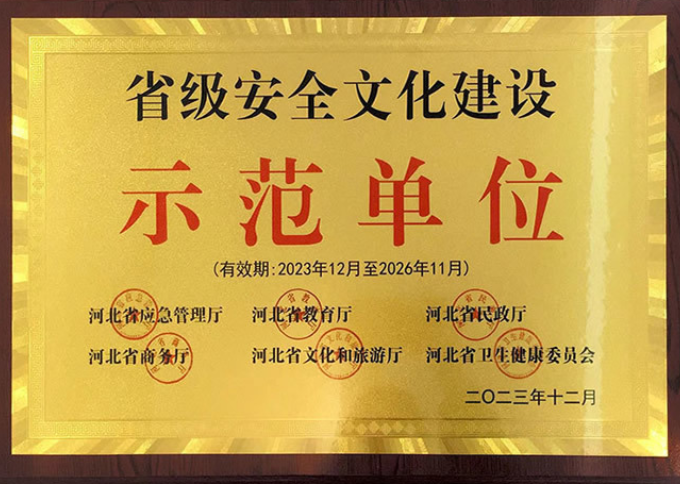 省级安全文化建设
示范单位
(有效期:2023年12月至2026年11月)
河北省应急管理厅 河北省教育厅 河北省民政厅
河北省商务厅 河北省文化和旅游厅 河北省卫生健康委员会
二〇二三年十二月